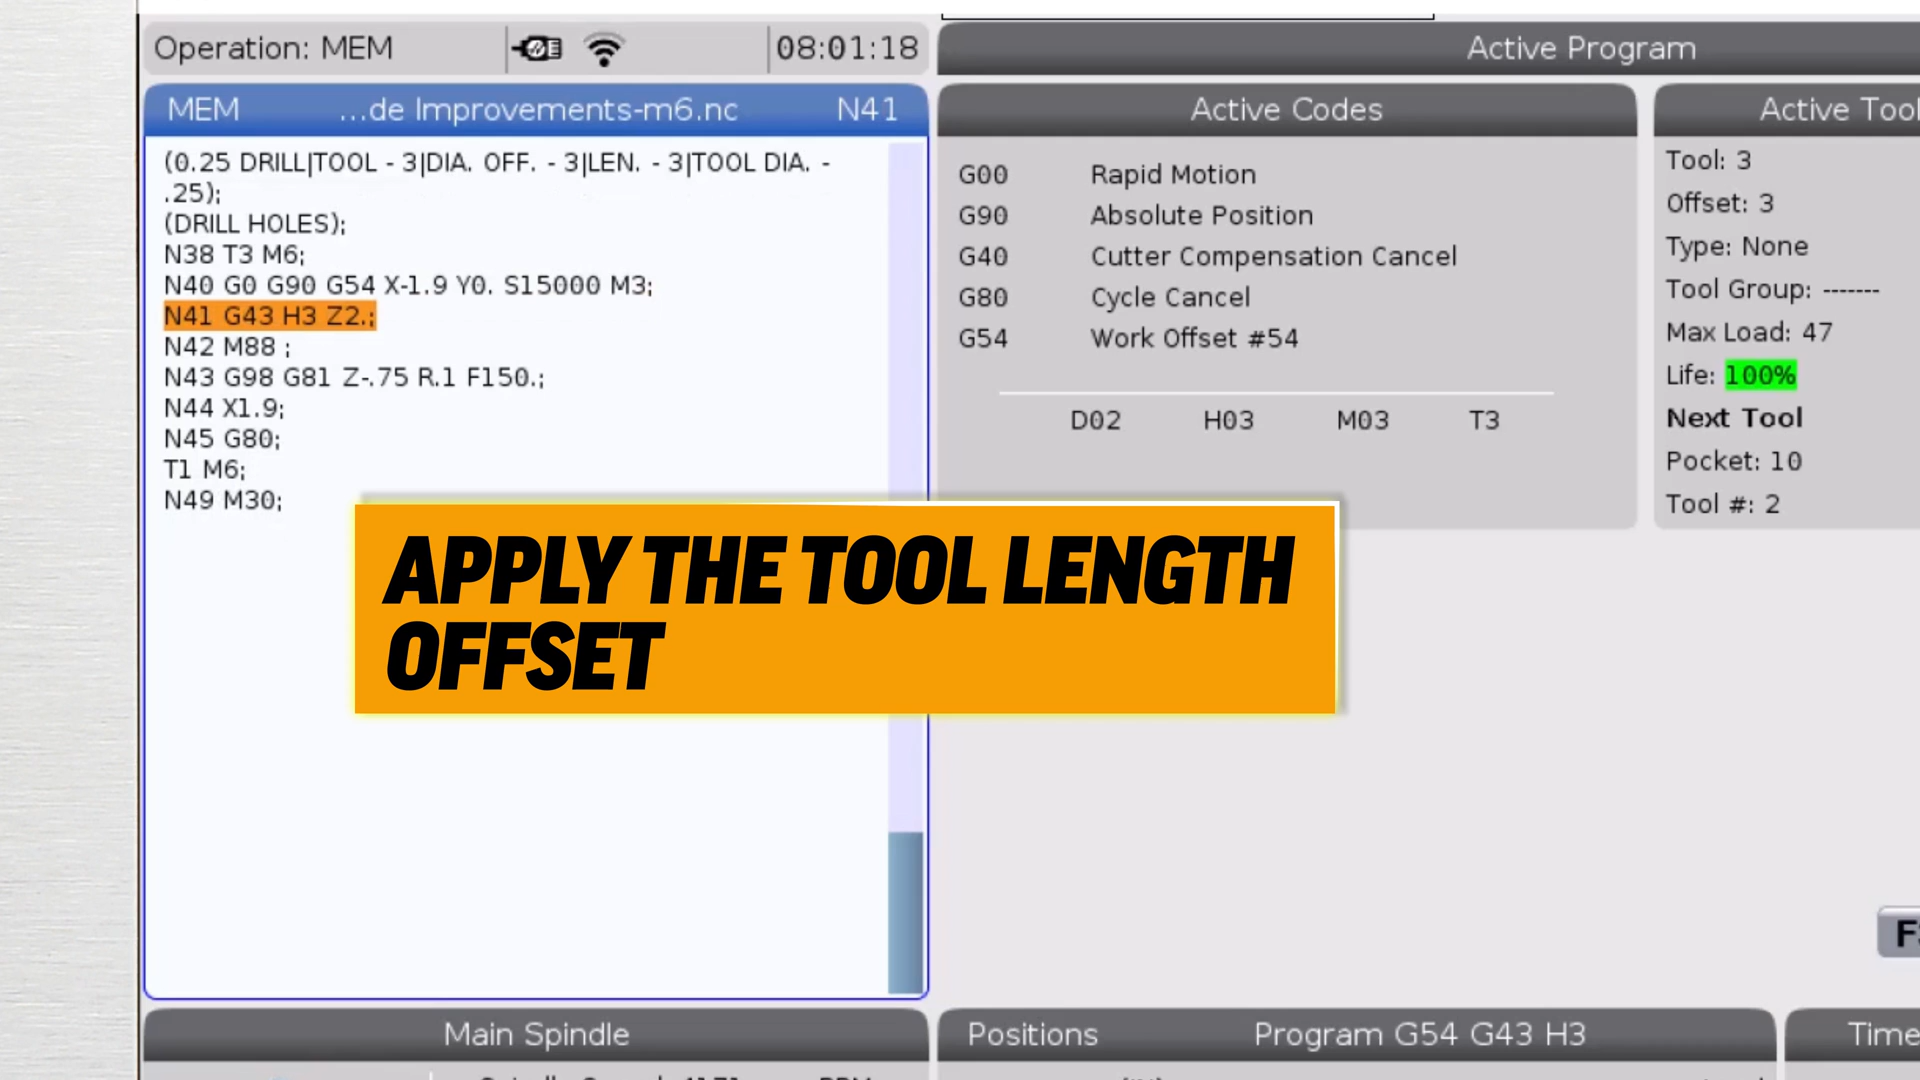 Operation: MEM
08:01:18
Active Program
MEM ...de Improvements-m6.nc N41
(0.25 DRILL|TOOL - 3|DIA. OFF. - 3|LEN. - 3|TOOL DIA. -
.25);
(DRILL HOLES);
N38 T3 M6;
N40 G0 G90 G54 X-1.9 Y0. S15000 M3;
N41 G43 H3 Z2.;
N42 M88 ;
N43 G98 G81 Z-.75 R.1 F150.;
N44 X1.9;
N45 G80;
T1 M6;
N49 M30;
Active Codes
G00 Rapid Motion
G90 Absolute Position
G40 Cutter Compensation Cancel
G80 Cycle Cancel
G54 Work Offset #54
D02 H03 M03 T3
Active Tool
Tool: 3
Offset: 3
Type: None
Tool Group: -------
Max Load: 47
Life: 100%
Next Tool
Pocket: 10
Tool #: 2
APPLY THE TOOL LENGTH
OFFSET
Main Spindle
Positions Program G54 G43 H3
Time